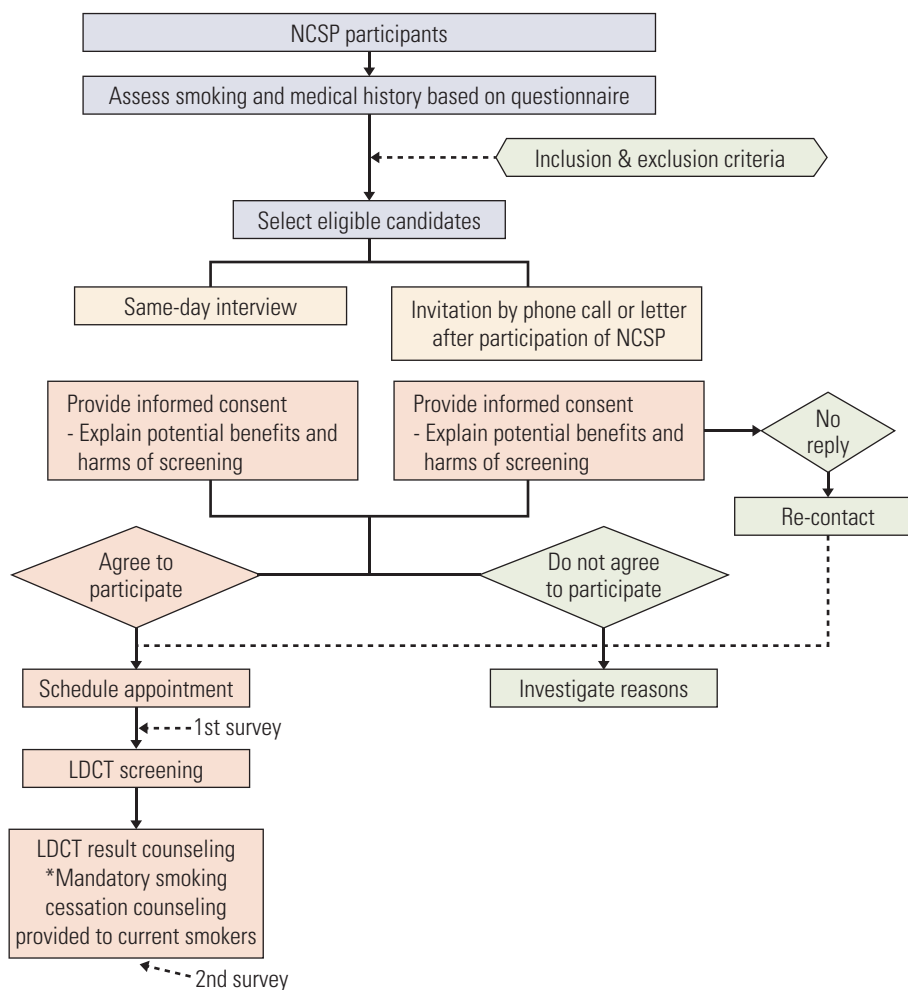 NCSP participants
Assess smoking and medical history based on questionnaire
Inclusion & exclusion criteria
Select eligible candidates
Same-day interview
Invitation by phone call or letter
after participation of NCSP
Provide informed consent
- Explain potential benefits and
harms of screening
Provide informed consent
- Explain potential benefits and
harms of screening
No
reply
Re-contact
Agree to
participate
Do not agree
to participate
Schedule appointment
Investigate reasons
1st survey
LDCT screening
LDCT result counseling
*Mandatory smoking
cessation counseling
provided to current smokers
2nd survey